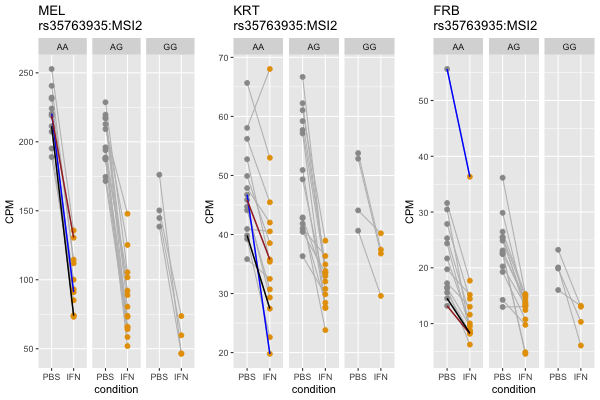 MEL
rs35763935:MSI2
AA AG GG
CPM
250
200
150
100
50
PBS IFN PBS IFN PBS IFN
condition
KRT
rs35763935:MSI2
AA AG GG
CPM
70
60
50
40
30
20
PBS IFN PBS IFN PBS IFN
condition
FRB
rs35763935:MSI2
AA AG GG
CPM
50
40
30
20
10
PBS IFN PBS IFN PBS IFN
condition